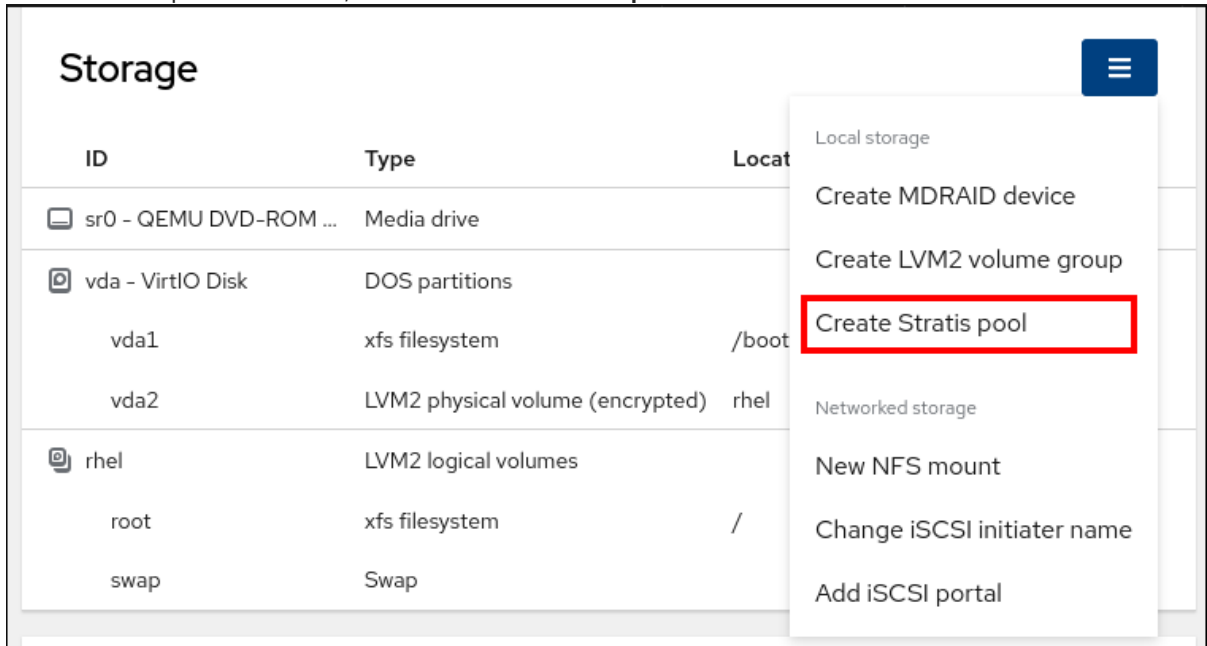 Storage
ID Type Locat
sr0 - QEMU DVD-ROM ... Media drive
vda - VirtIO Disk DOS partitions
vda1 xfs filesystem /boot
vda2 LVM2 physical volume (encrypted) rhel
rhel LVM2 logical volumes
root xfs filesystem /
swap Swap
Local storage
Create MDRAID device
Create LVM2 volume group
Create Stratis pool
Networked storage
New NFS mount
Change iSCSI initiater name
Add iSCSI portal